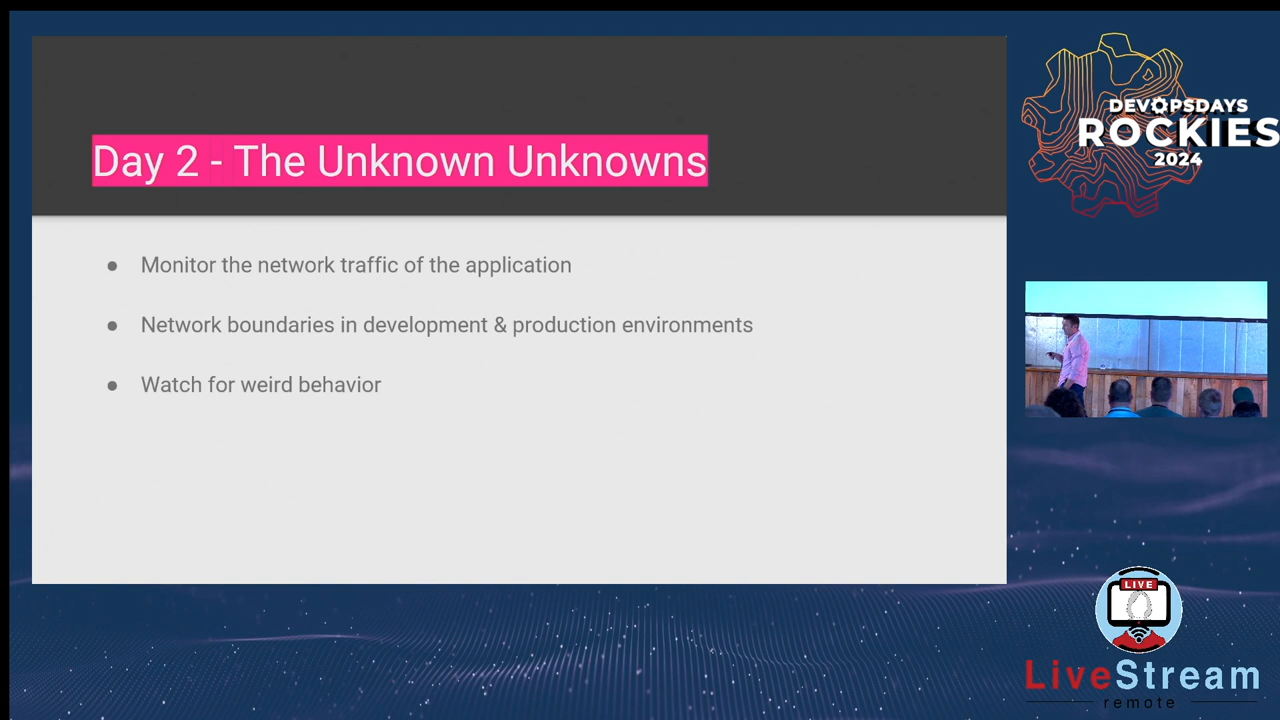 Day 2 - The Unknown Unknowns
● Monitor the network traffic of the application
● Network boundaries in development & production environments
● Watch for weird behavior
DEVOPSDAYS
ROCKIES
2024
LIVE
LiveStream
remote